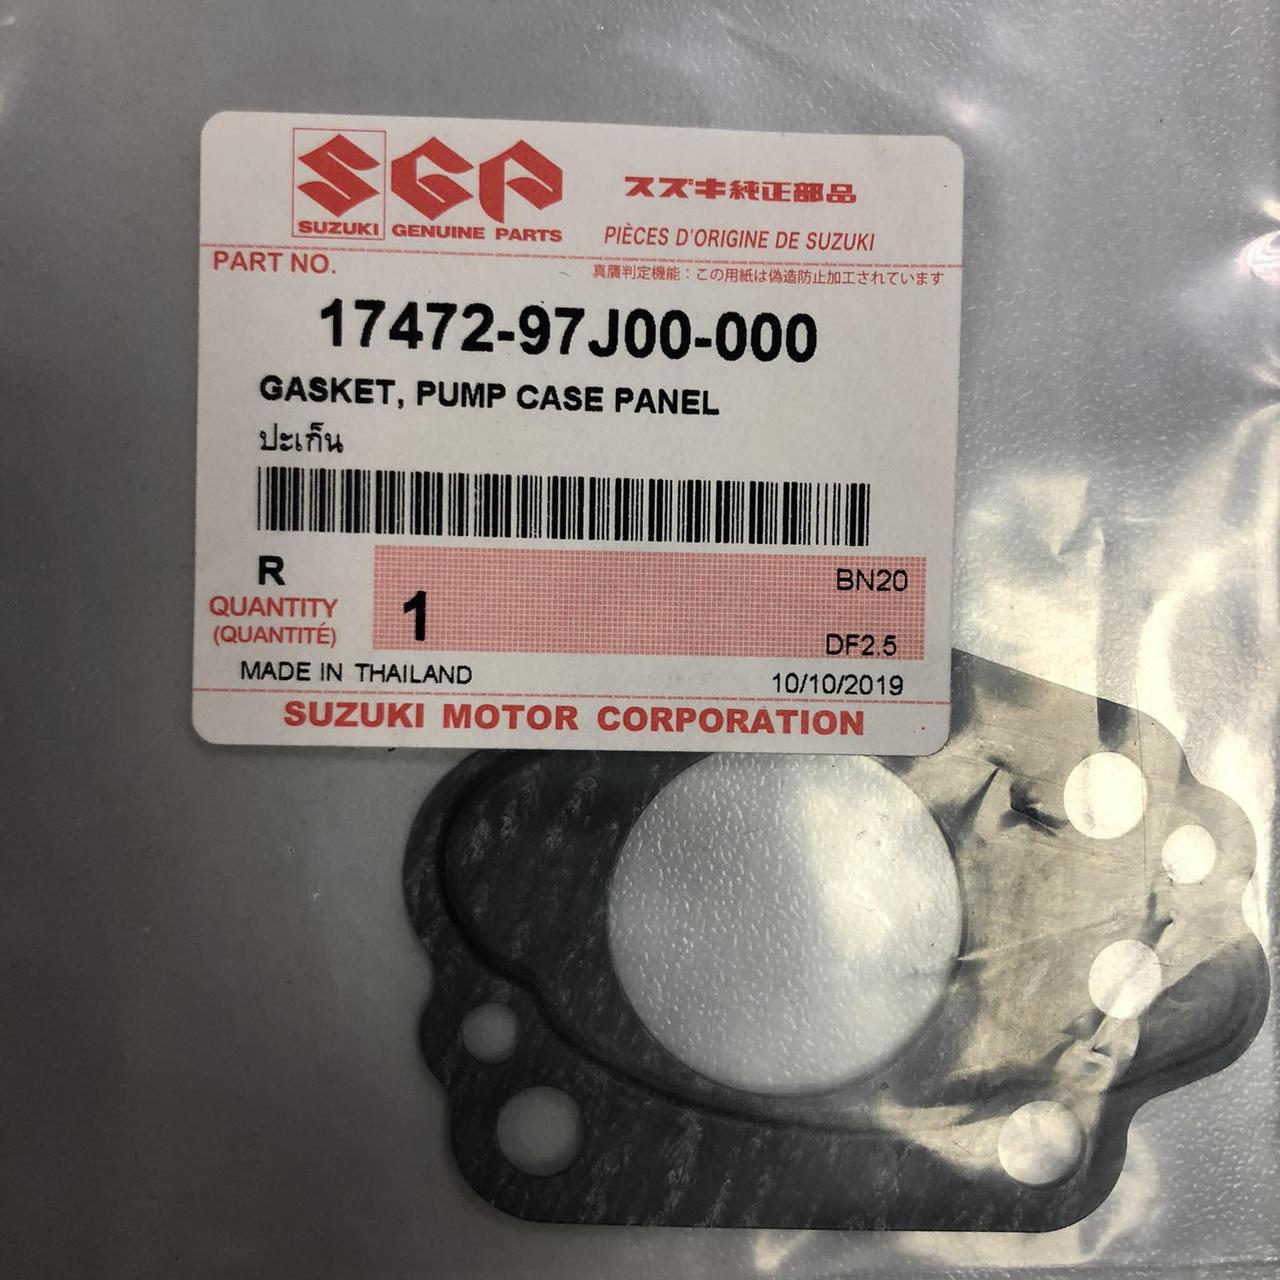 SGP
SUZUKI GENUINE PARTS
スズキ純正部品
PIÈCES D'ORIGINE DE SUZUKI
PART NO.
真贋判定機能：この用紙は偽造防止加工されています
17472-97J00-000
GASKET, PUMP CASE PANEL
ปะเก็น
R
BN20
QUANTITY
(QUANTITÉ)
1
DF2.5
MADE IN THAILAND
10/10/2019
SUZUKI MOTOR CORPORATION